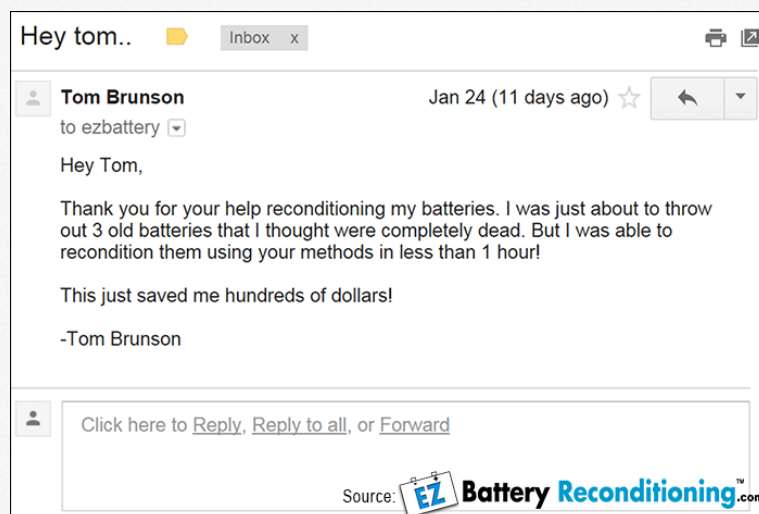 Hey tom..
Inbox x
Tom Brunson
Jan 24 (11 days ago)
to ezbattery
Hey Tom,
Thank you for your help reconditioning my batteries. I was just about to throw
out 3 old batteries that I thought were completely dead. But I was able to
recondition them using your methods in less than 1 hour!
This just saved me hundreds of dollars!
-Tom Brunson
Click here to Reply, Reply to all, or Forward
Source: EZ Battery Reconditioning™.com